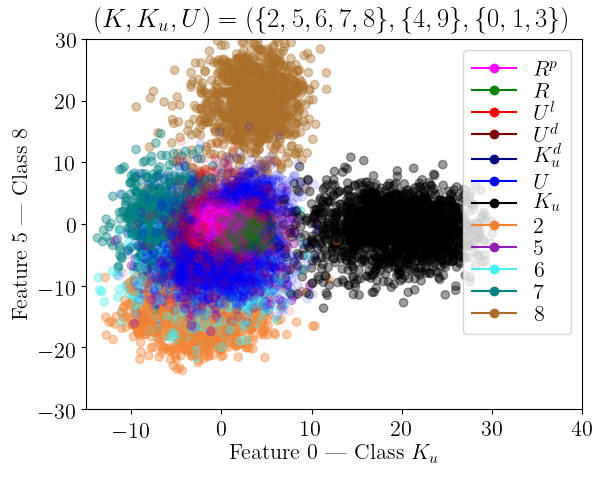 (K, K_u, U) = ({2, 5, 6, 7, 8}, {4, 9}, {0, 1, 3})
Feature 5 — Class 8
30
20
10
0
−10
−20
−30
−10
0
10
20
30
40
Feature 0 — Class K_u
R^p
R
U^l
U^d
K_u^d
U
K_u
2
5
6
7
8